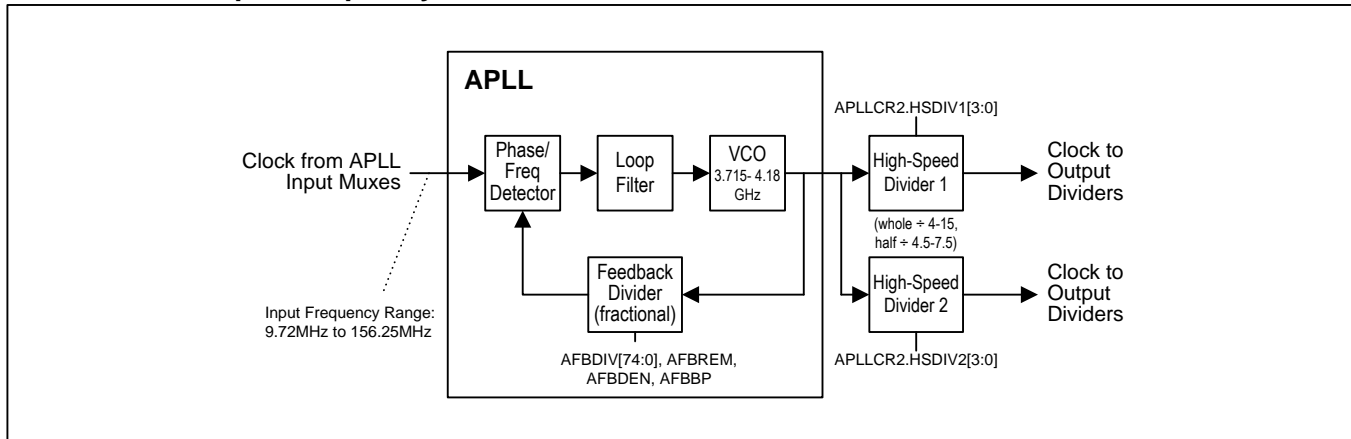 APLL
APLLCR2.HSDIV1[3:0]
Clock from APLL
Input Muxes
Phase/
Freq
Detector
Loop
Filter
VCO
3.715- 4.18
GHz
High-Speed
Divider 1
Clock to
Output
Dividers
(whole ÷ 4-15,
half ÷ 4.5-7.5)
Feedback
Divider
(fractional)
High-Speed
Divider 2
Clock to
Output
Dividers
Input Frequency Range:
9.72MHz to 156.25MHz
AFBDIV[74:0], AFBREM,
AFBDEN, AFBBP
APLLCR2.HSDIV2[3:0]